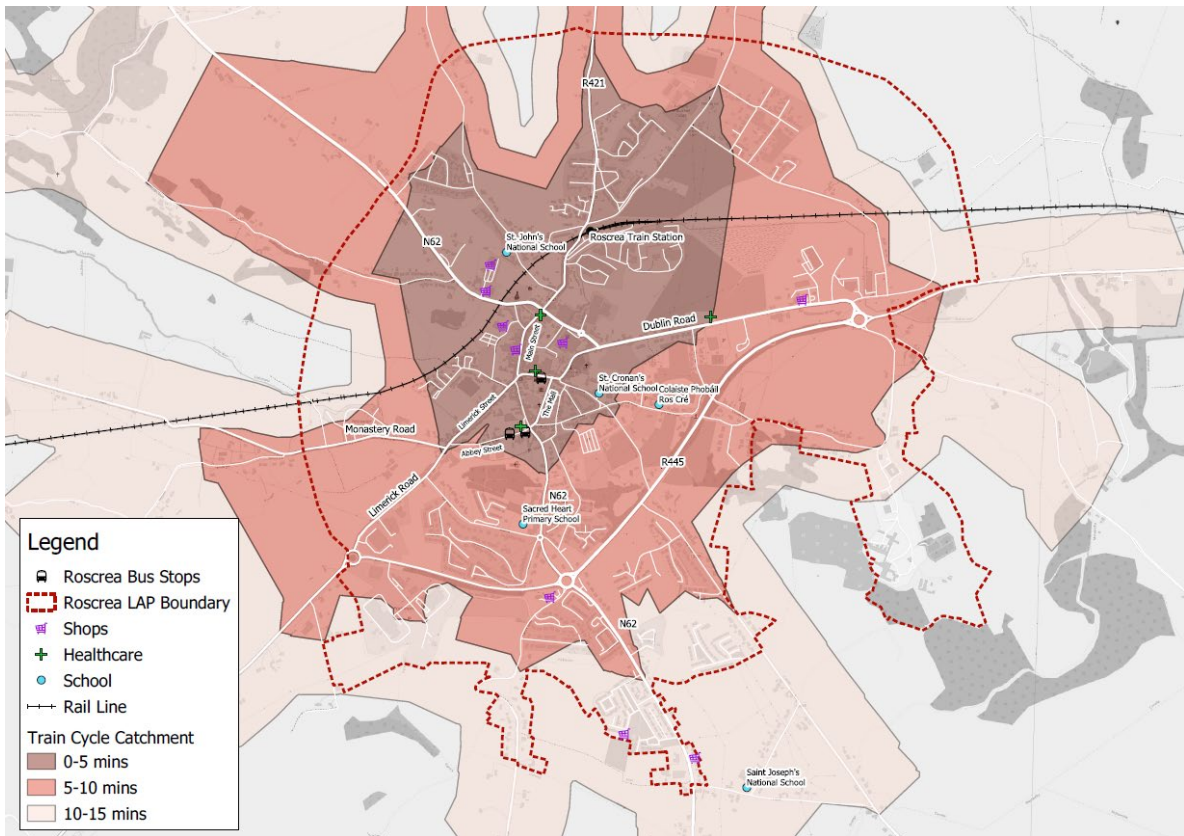 R421
N62
St. John's
National School
Roscrea Train Station
Main Street
Dublin Road
St. Cronan's
National School
Colaiste Phobáil
Ros Cré
The Mall
Limerick Street
Monastery Road
Abbey Street
R445
Limerick Road
N62
Sacred Heart
Primary School
N62
Saint Joseph's
National School
Legend
Roscrea Bus Stops
Roscrea LAP Boundary
Shops
Healthcare
School
Rail Line
Train Cycle Catchment
0-5 mins
5-10 mins
10-15 mins